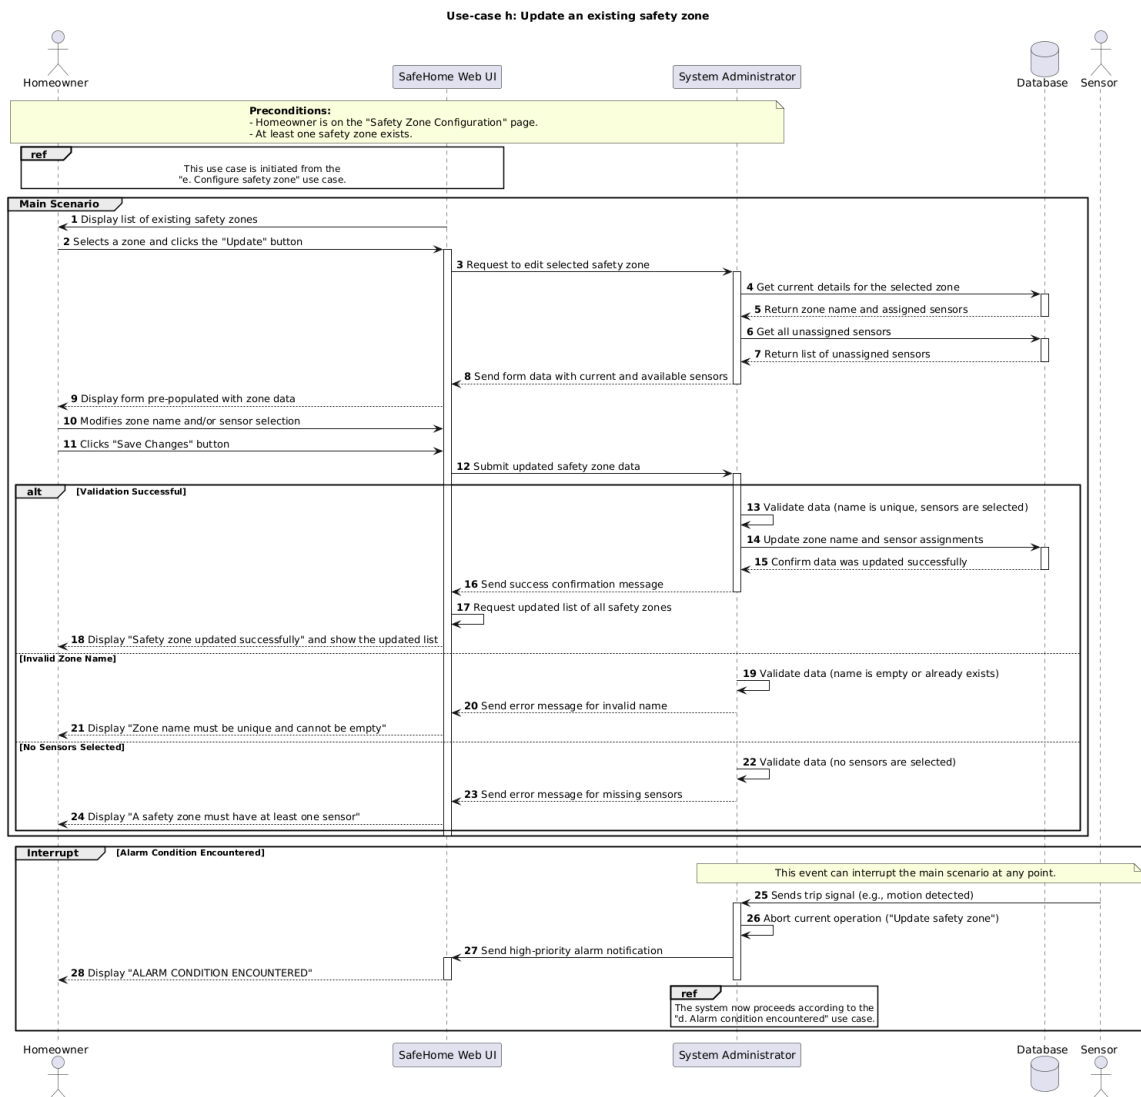 Use-case h: Update an existing safety zone
Homeowner
SafeHome Web UI
System Administrator
Database
Sensor
Preconditions:
- Homeowner is on the "Safety Zone Configuration" page.
- At least one safety zone exists.
ref
This use case is initiated from the
"e. Configure safety zone" use case.
Main Scenario
1 Display list of existing safety zones
2 Selects a zone and clicks the "Update" button
3 Request to edit selected safety zone
4 Get current details for the selected zone
5 Return zone name and assigned sensors
6 Get all unassigned sensors
7 Return list of unassigned sensors
8 Send form data with current and available sensors
9 Display form pre-populated with zone data
10 Modifies zone name and/or sensor selection
11 Clicks "Save Changes" button
12 Submit updated safety zone data
alt [Validation Successful]
13 Validate data (name is unique, sensors are selected)
14 Update zone name and sensor assignments
15 Confirm data was updated successfully
16 Send success confirmation message
17 Request updated list of all safety zones
18 Display "Safety zone updated successfully" and show the updated list
[Invalid Zone Name]
19 Validate data (name is empty or already exists)
20 Send error message for invalid name
21 Display "Zone name must be unique and cannot be empty"
[No Sensors Selected]
22 Validate data (no sensors are selected)
23 Send error message for missing sensors
24 Display "A safety zone must have at least one sensor"
Interrupt [Alarm Condition Encountered]
This event can interrupt the main scenario at any point.
25 Sends trip signal (e.g., motion detected)
26 Abort current operation ("Update safety zone")
27 Send high-priority alarm notification
28 Display "ALARM CONDITION ENCOUNTERED"
ref
The system now proceeds according to the
"d. Alarm condition encountered" use case.
Homeowner
SafeHome Web UI
System Administrator
Database
Sensor